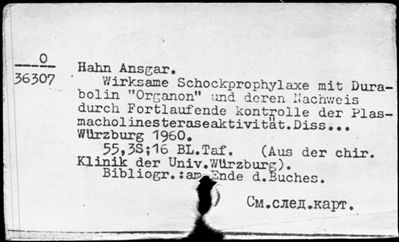 O
36307
Hahn Ansgar.
Wirksame Schockprophylaxe mit Dura-
bolin "Organon" und deren Nachweis
durch Fortlaufende kontrolle der Plas-
macholinesteraseaktivität.Diss...
Würzburg 1960.
55,3S;16 BL.Taf. (Aus der chir.
Klinik der Univ.Würzburg).
Bibliogr.:am Ende d.Buches.
См.след.карт.